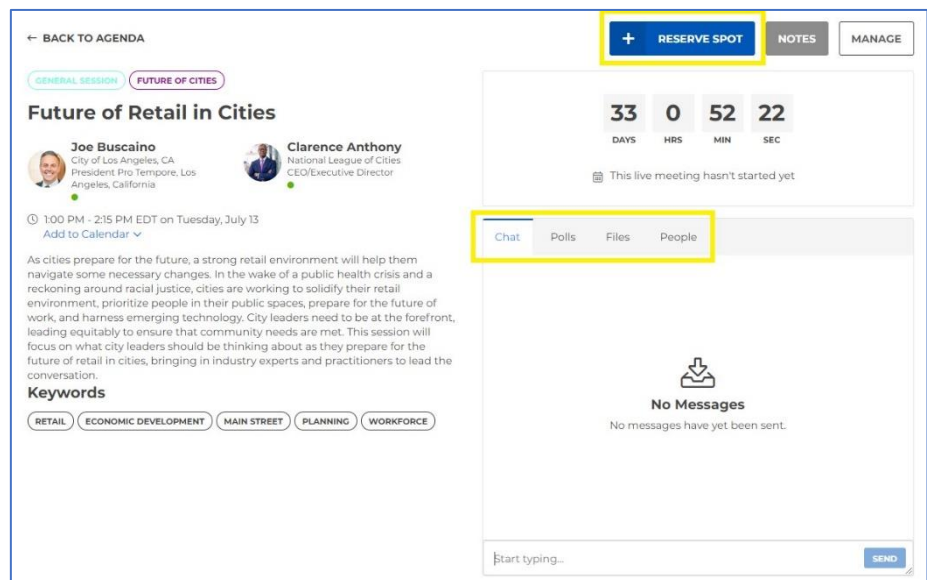 ← BACK TO AGENDA
+ RESERVE SPOT
NOTES
MANAGE
GENERAL SESSION
FUTURE OF CITIES
Future of Retail in Cities
Joe Buscaino
City of Los Angeles, CA
President Pro Tempore, Los
Angeles, California
Clarence Anthony
National League of Cities
CEO/Executive Director
1:00 PM - 2:15 PM EDT on Tuesday, July 13
Add to Calendar
As cities prepare for the future, a strong retail environment will help them
navigate some necessary changes. In the wake of a public health crisis and a
reckoning around racial justice, cities are working to solidify their retail
environment, prioritize people in their public spaces, prepare for the future of
work, and harness emerging technology. City leaders need to be at the forefront,
leading equitably to ensure that community needs are met. This session will
focus on what city leaders should be thinking about as they prepare for the
future of retail in cities, bringing in industry experts and practitioners to lead the
conversation.
Keywords
RETAIL
ECONOMIC DEVELOPMENT
MAIN STREET
PLANNING
WORKFORCE
33 0 52 22
DAYS HRS MIN SEC
This live meeting hasn't started yet
Chat Polls Files People
No Messages
No messages have yet been sent.
Start typing...
SEND